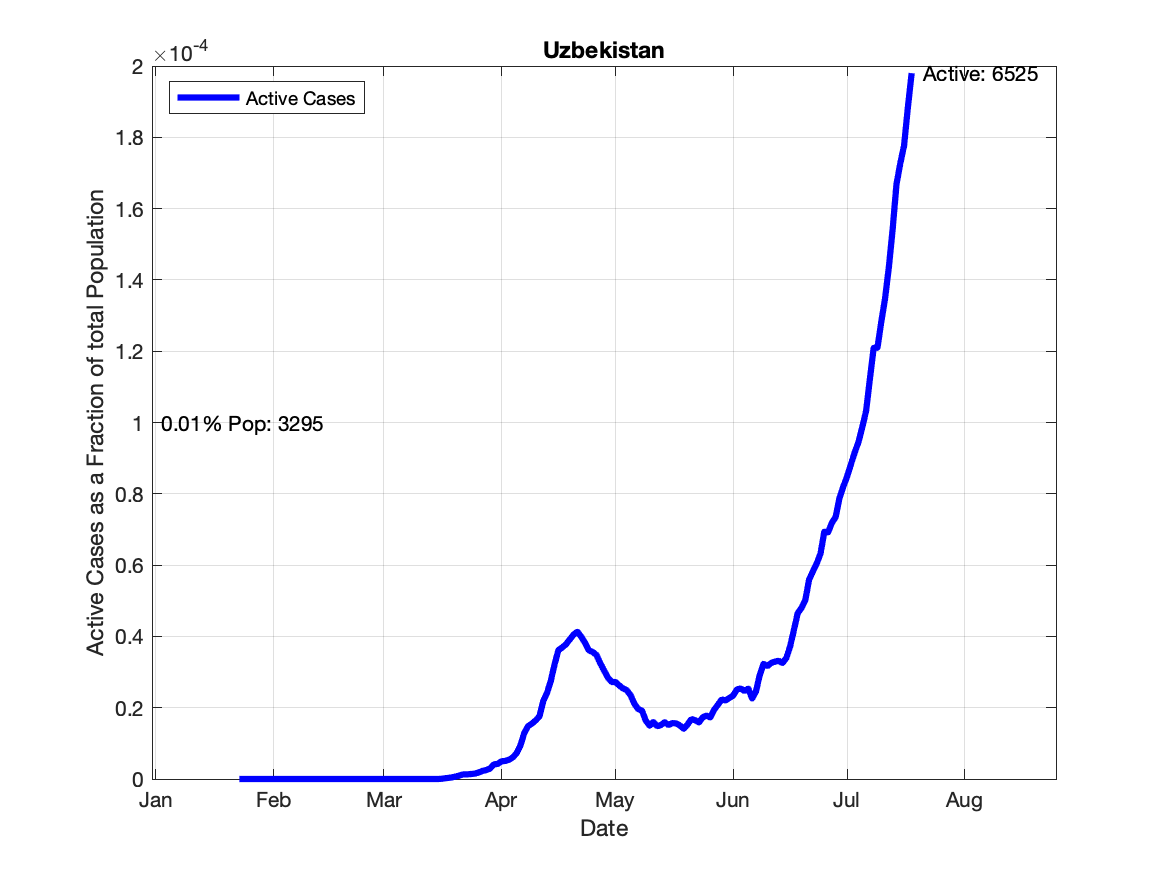 Uzbekistan
×10-4
Active Cases
Active: 6525
2
1.8
1.6
1.4
1.2
1
0.8
0.6
0.4
0.2
0
0.01% Pop: 3295
Active Cases as a Fraction of total Population
Jan Feb Mar Apr May Jun Jul Aug
Date